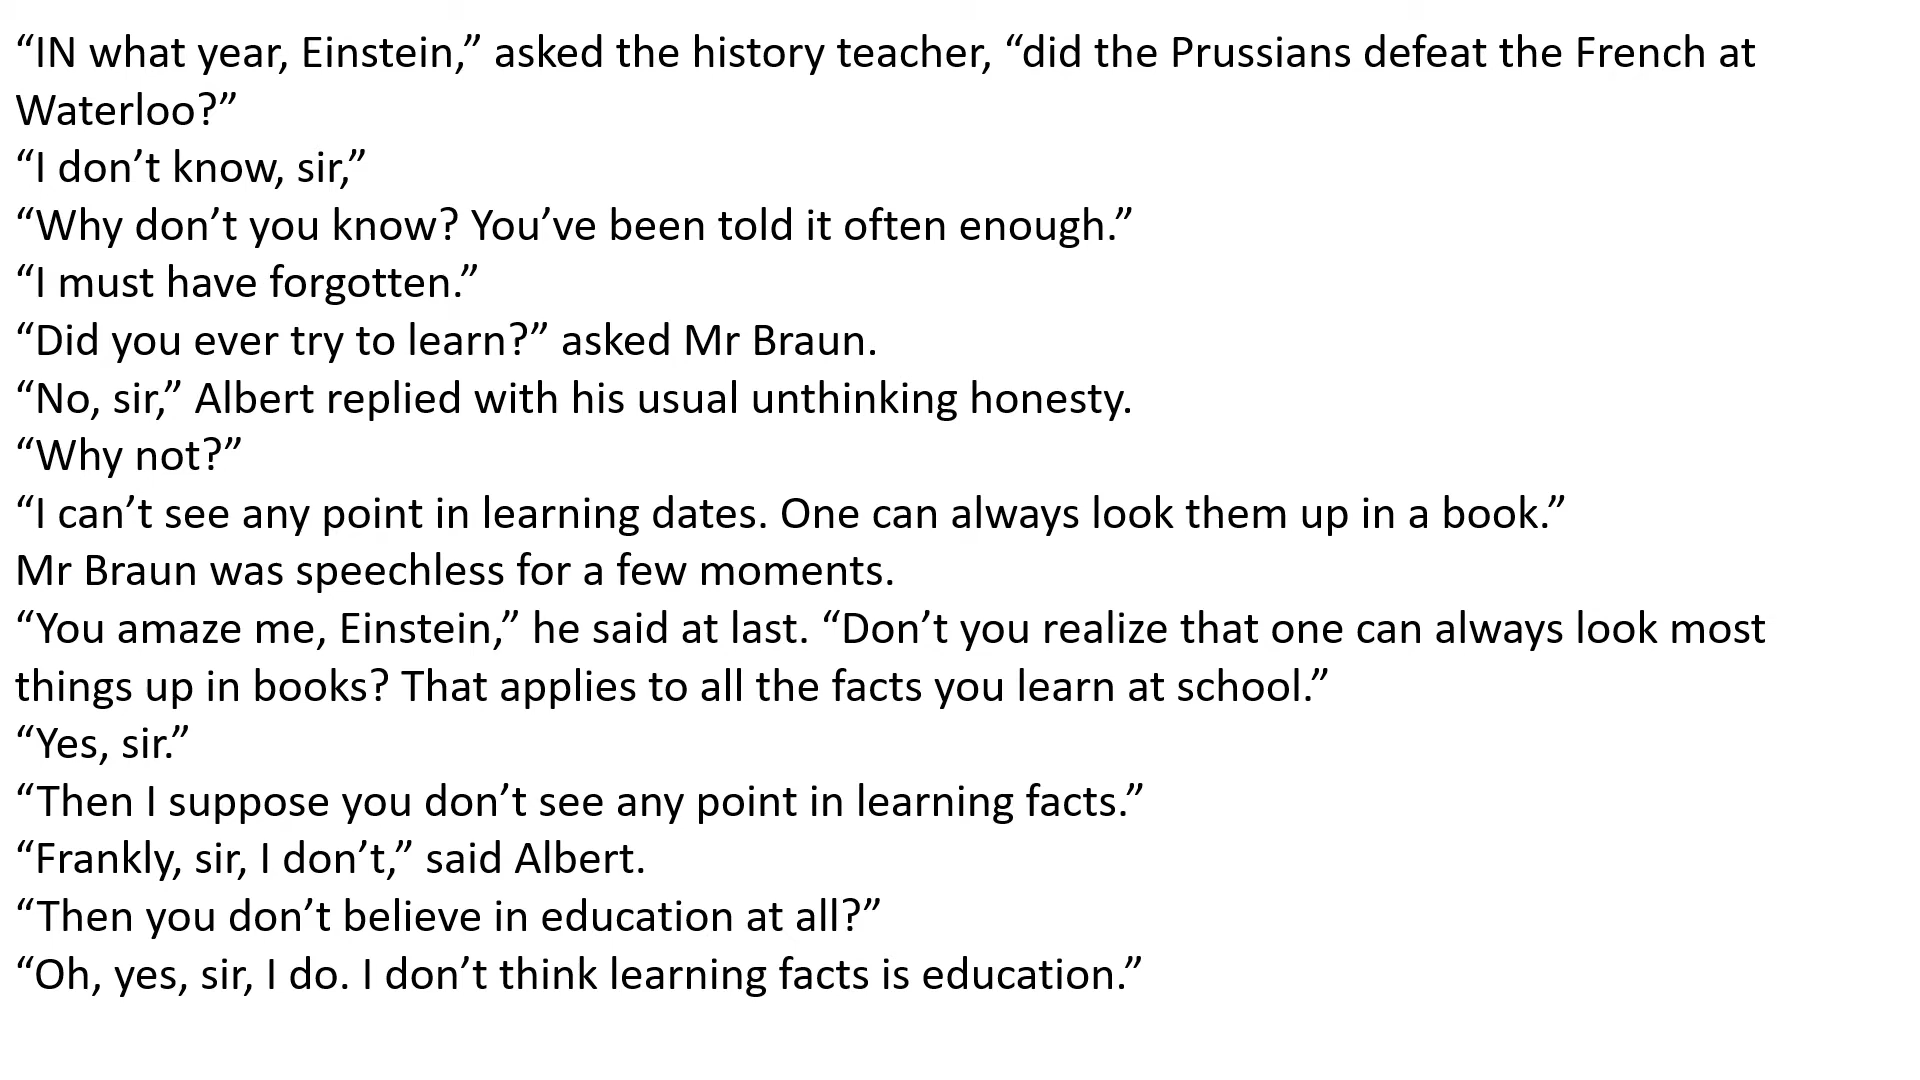 “IN what year, Einstein,” asked the history teacher, “did the Prussians defeat the French at
Waterloo?”
“I don’t know, sir,”
“Why don’t you know? You’ve been told it often enough.”
“I must have forgotten.”
“Did you ever try to learn?” asked Mr Braun.
“No, sir,” Albert replied with his usual unthinking honesty.
“Why not?”
“I can’t see any point in learning dates. One can always look them up in a book.”
Mr Braun was speechless for a few moments.
“You amaze me, Einstein,” he said at last. “Don’t you realize that one can always look most
things up in books? That applies to all the facts you learn at school.”
“Yes, sir.”
“Then I suppose you don’t see any point in learning facts.”
“Frankly, sir, I don’t,” said Albert.
“Then you don’t believe in education at all?”
“Oh, yes, sir, I do. I don’t think learning facts is education.”